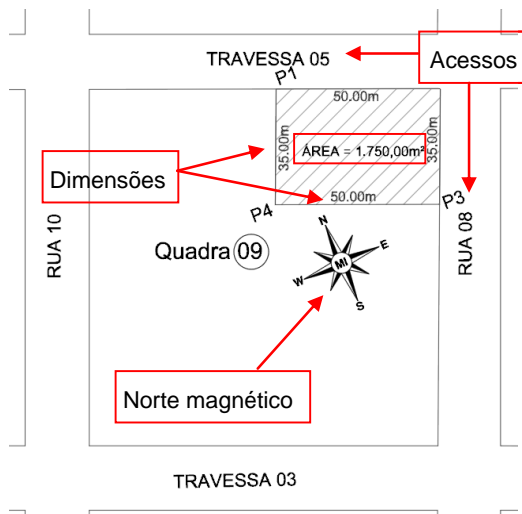 TRAVESSA 05
Acessos
P1
50.00m
35.00m
ÁREA = 1.750,00m²
35.00m
Dimensões
50.00m
P4
P3
RUA 10
RUA 08
Quadra 09
N
E
MI
W
S
Norte magnético
TRAVESSA 03